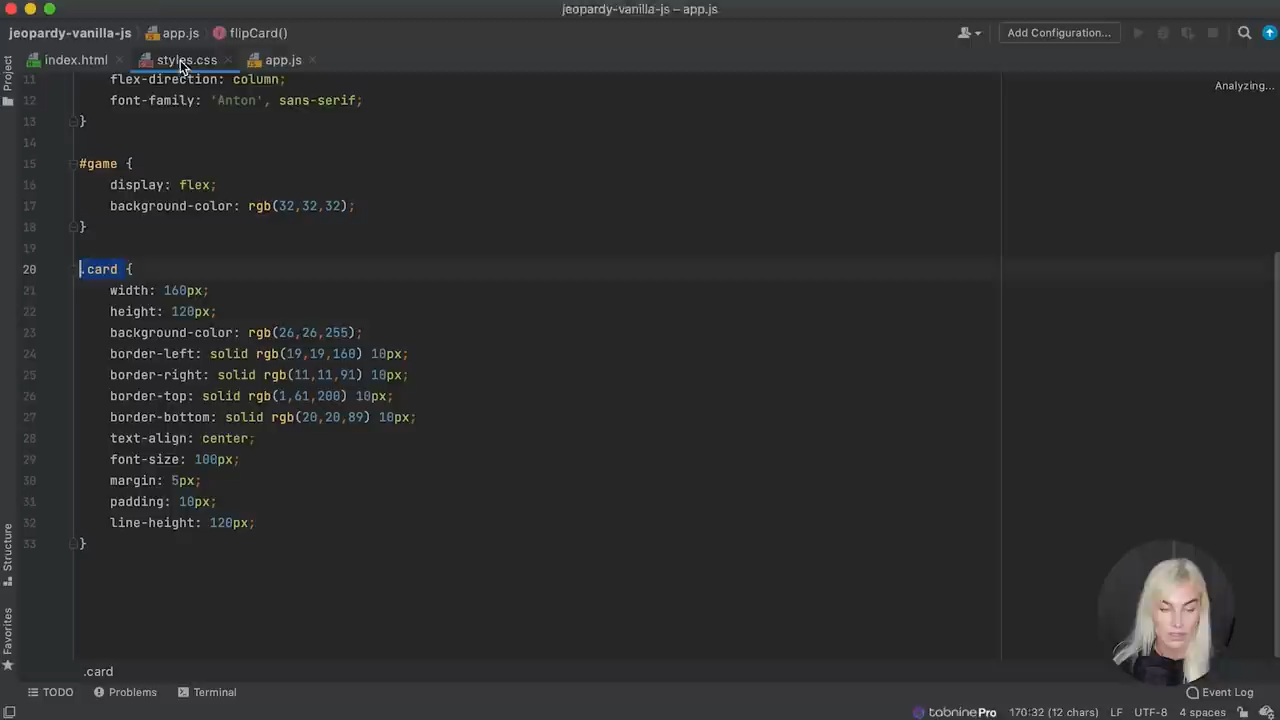 jeopardy-vanilla-js – app.js
jeopardy-vanilla-js app.js flipCard()
Add Configuration...
index.html styles.css app.js
Project
Analyzing...
11 flex-direction: column;
12 font-family: 'Anton', sans-serif;
13 }
14
15 #game {
16 display: flex;
17 background-color: rgb(32,32,32);
18 }
19
20 .card {
21 width: 160px;
22 height: 120px;
23 background-color: rgb(26,26,255);
24 border-left: solid rgb(19,19,160) 10px;
25 border-right: solid rgb(11,11,91) 10px;
26 border-top: solid rgb(1,61,200) 10px;
27 border-bottom: solid rgb(20,20,89) 10px;
28 text-align: center;
29 font-size: 100px;
30 margin: 5px;
31 padding: 10px;
32 line-height: 120px;
33 }
Structure
Favorites
.card
TODO Problems Terminal Event Log
tabnine Pro 170:32 (12 chars) LF UTF-8 4 spaces